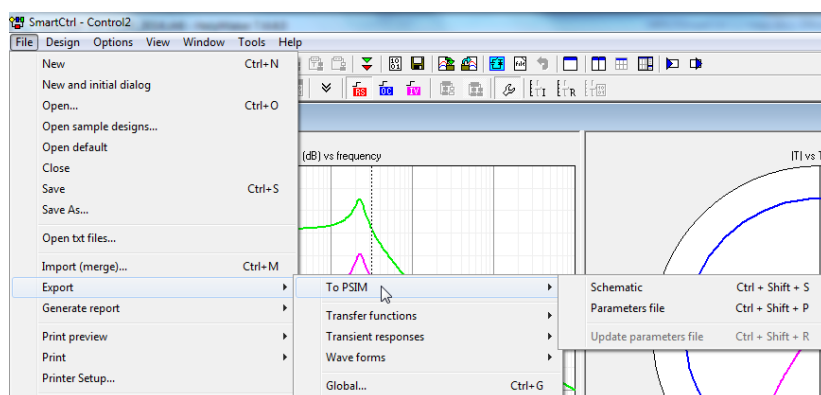 SmartCtrl - Control2
File Design Options View Window Tools Help
New Ctrl+N
New and initial dialog
Open... Ctrl+O
Open sample designs...
Open default
Close
Save Ctrl+S
Save As...
Open txt files...
Import (merge)... Ctrl+M
Export
Generate report
Print preview
Print
Printer Setup...
RS OC TV
(dB) vs frequency
|T| vs
To PSIM
Transfer functions
Transient responses
Wave forms
Global... Ctrl+G
Schematic Ctrl + Shift + S
Parameters file Ctrl + Shift + P
Update parameters file Ctrl + Shift + R